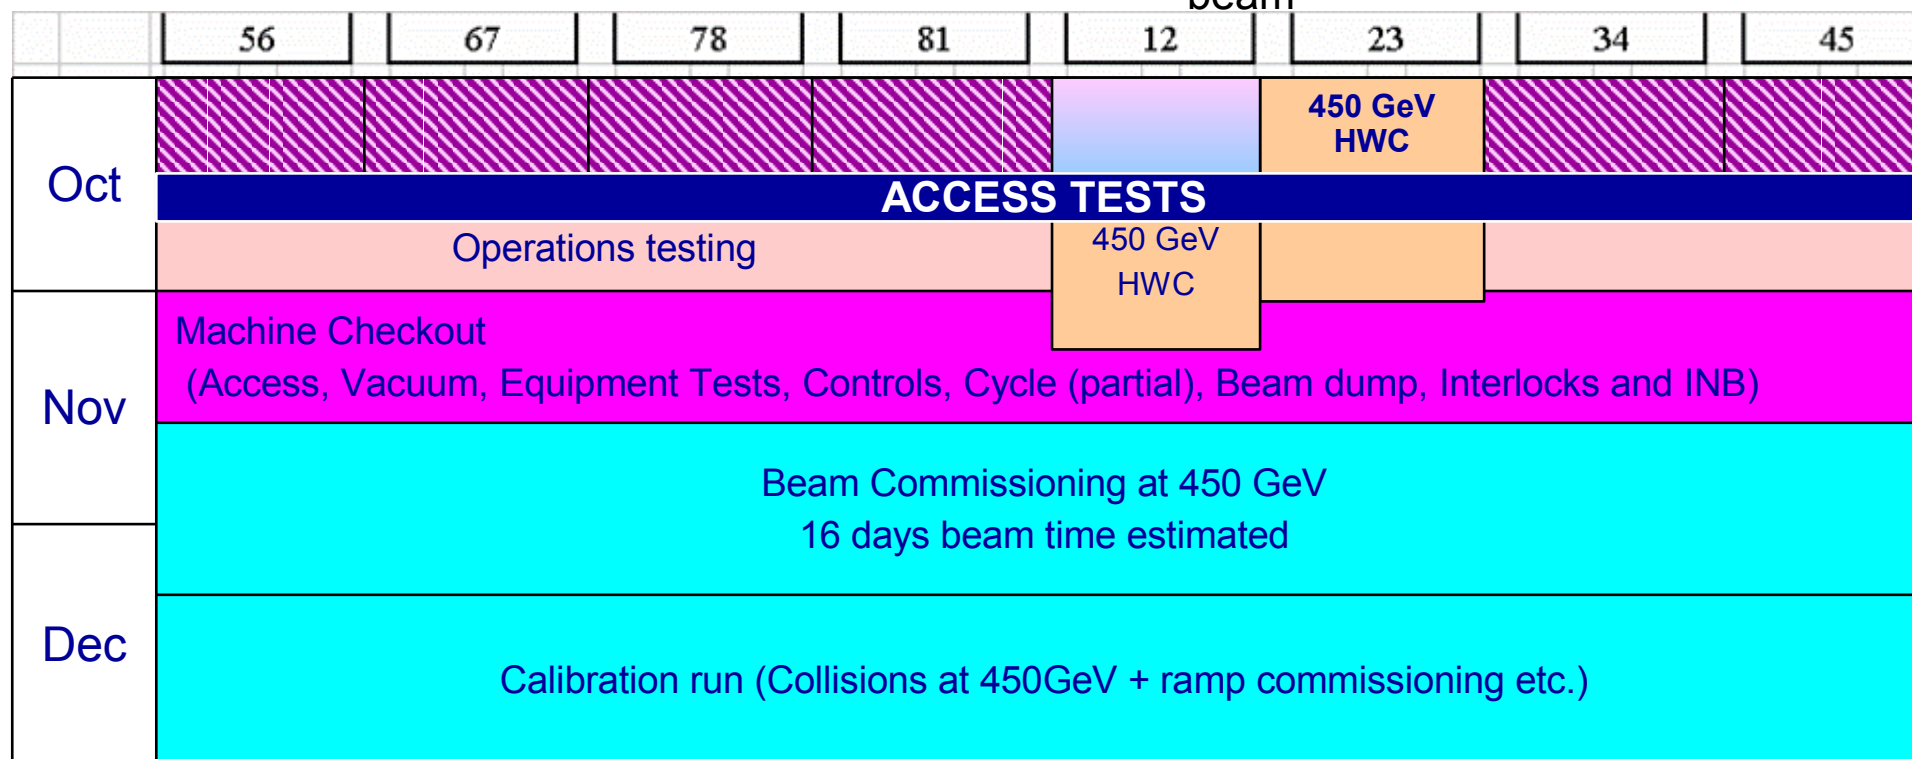 beam
56 67 78 81 12 23 34 45
450 GeV
HWC
Oct
ACCESS TESTS
Operations testing
450 GeV
HWC
Machine Checkout
(Access, Vacuum, Equipment Tests, Controls, Cycle (partial), Beam dump, Interlocks and INB)
Nov
Beam Commissioning at 450 GeV
16 days beam time estimated
Dec
Calibration run (Collisions at 450GeV + ramp commissioning etc.)